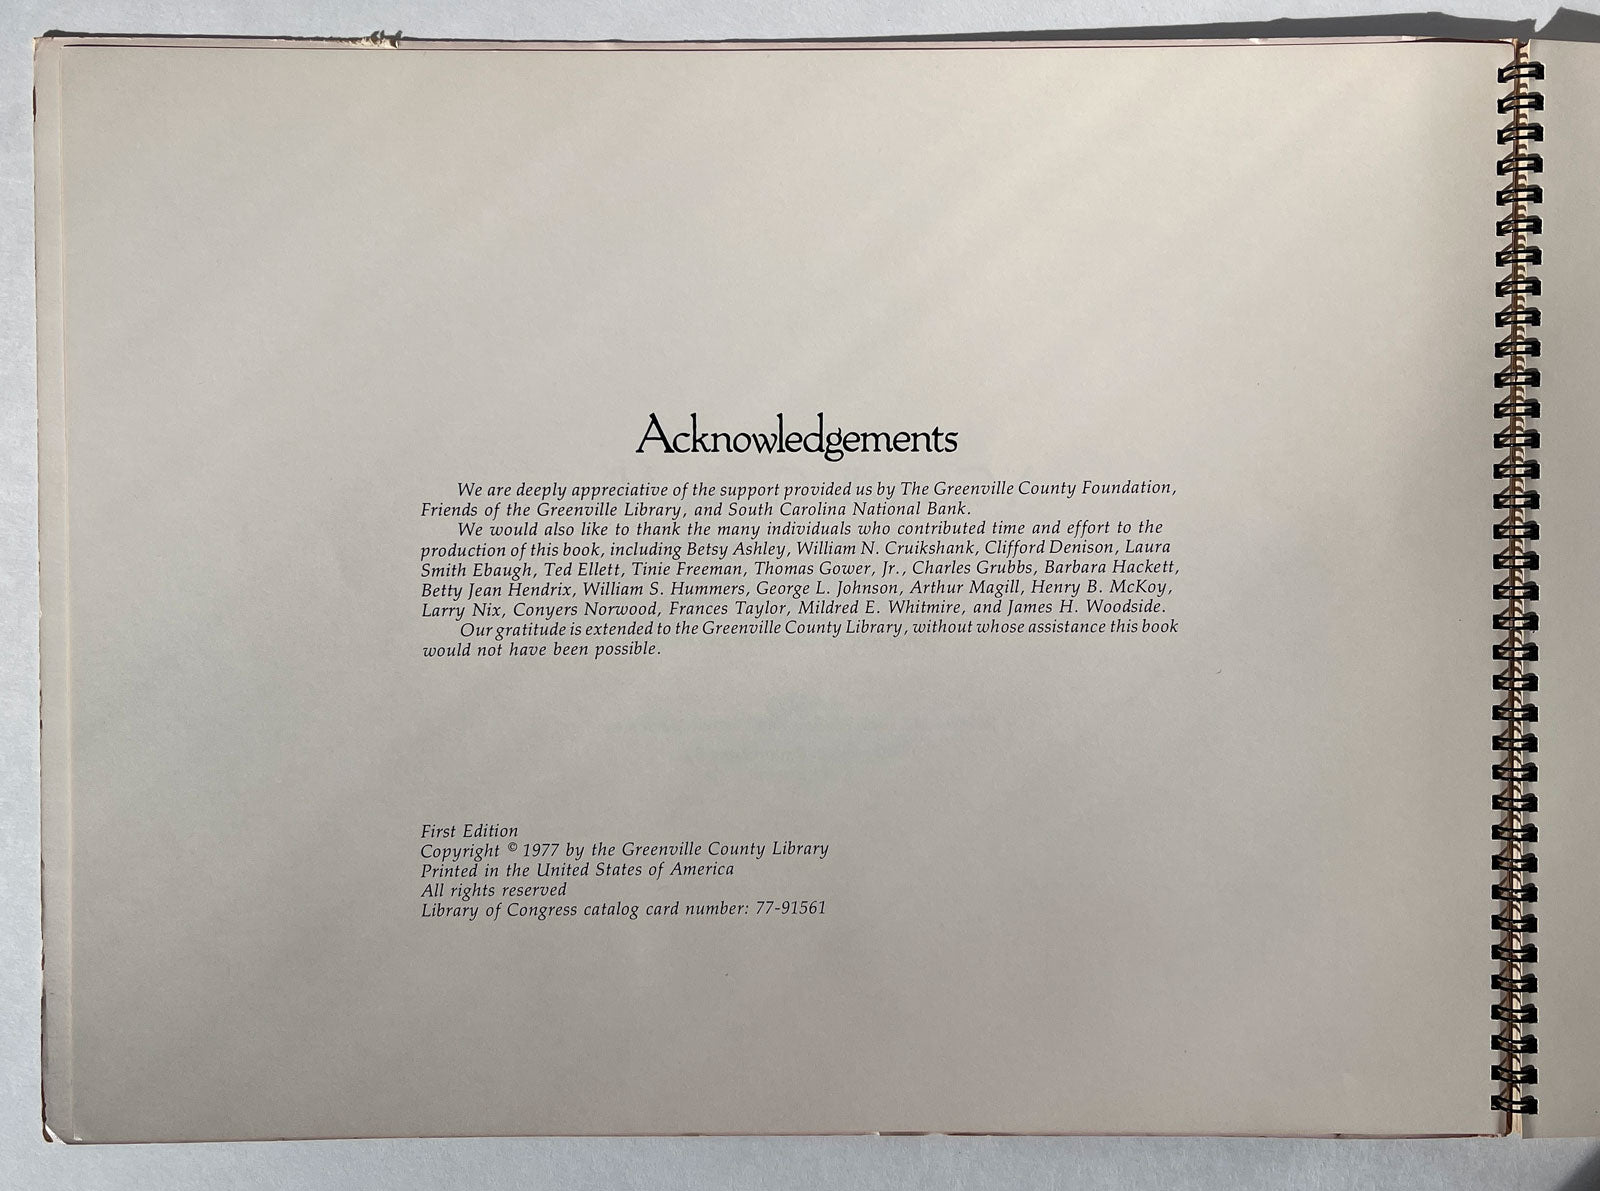 Acknowledgements
We are deeply appreciative of the support provided us by The Greenville County Foundation,
Friends of the Greenville Library, and South Carolina National Bank.
We would also like to thank the many individuals who contributed time and effort to the
production of this book, including Betsy Ashley, William N. Cruikshank, Clifford Denison, Laura
Smith Ebaugh, Ted Ellett, Tinie Freeman, Thomas Gower, Jr., Charles Grubbs, Barbara Hackett,
Betty Jean Hendrix, William S. Hummers, George L. Johnson, Arthur Magill, Henry B. McKoy,
Larry Nix, Conyers Norwood, Frances Taylor, Mildred E. Whitmire, and James H. Woodside.
Our gratitude is extended to the Greenville County Library, without whose assistance this book
would not have been possible.
First Edition
Copyright © 1977 by the Greenville County Library
Printed in the United States of America
All rights reserved
Library of Congress catalog card number: 77-91561